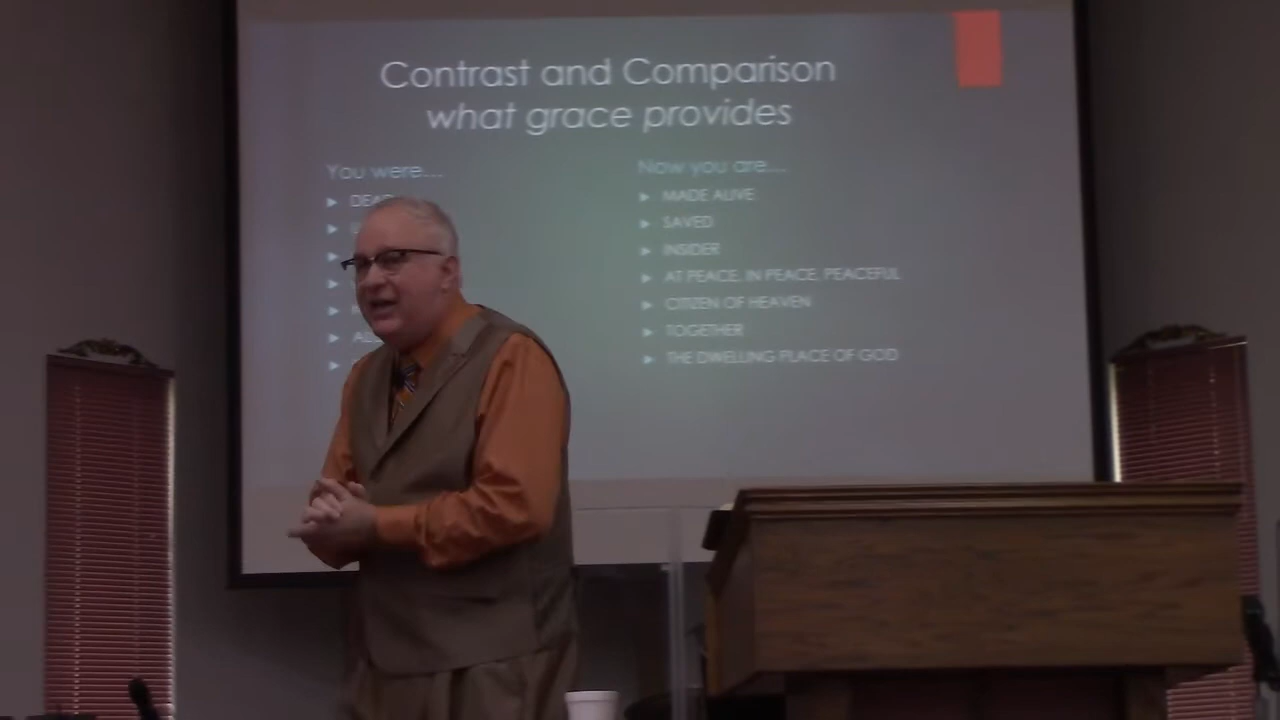 Contrast and Comparison
what grace provides
You were....
DEAD
Now you are....
MADE ALIVE
SAVED
INSIDER
AT PEACE, IN PEACE, PEACEFUL
CITIZEN OF HEAVEN
TOGETHER
THE DWELLING PLACE OF GOD